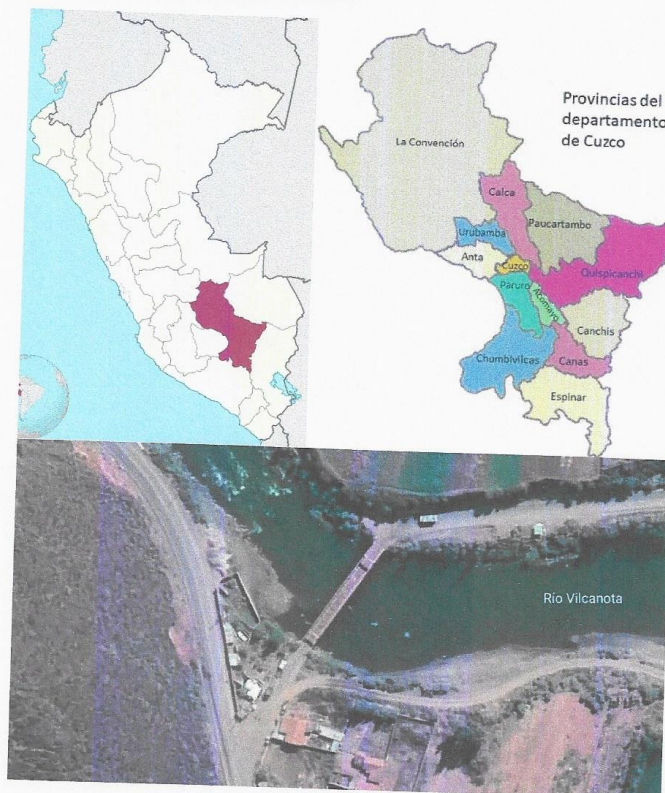 Provincias del
departamento
de Cuzco
La Convención
Calca
Paucartambo
Urubamba
Anta
Cuzco
Quispicanchi
Paruro
Acomayo
Canchis
Chumbivilcas
Canas
Espinar
Río Vilcanota